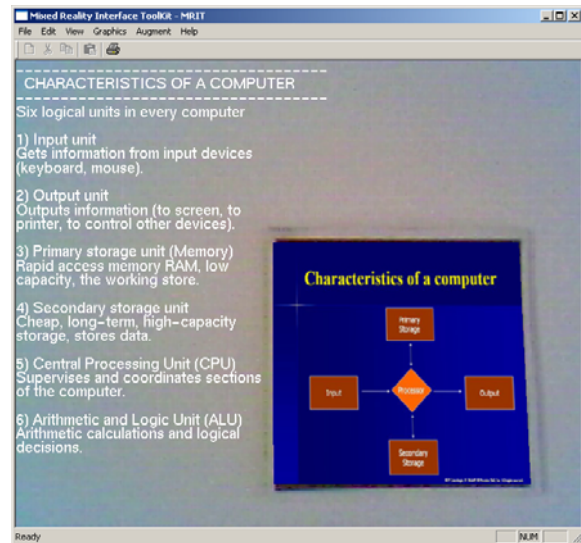 Mixed Reality Interface ToolKit - MRIT
File Edit View Graphics Augment Help
CHARACTERISTICS OF A COMPUTER
Six logical units in every computer
1) Input unit
Gets information from input devices
(keyboard, mouse).
2) Output unit
Outputs information (to screen, to
printer, to control other devices).
3) Primary storage unit (Memory)
Rapid access memory RAM, low
capacity, the working store.
4) Secondary storage unit
Cheap, long-term, high-capacity
storage, stores data.
5) Central Processing Unit (CPU)
Supervises and coordinates sections
of the computer.
6) Arithmetic and Logic Unit (ALU)
Arithmetic calculations and logical
decisions.
Characteristics of a computer
Primary
Storage
Input
Processor
Output
Secondary
Storage
Ready
NUM